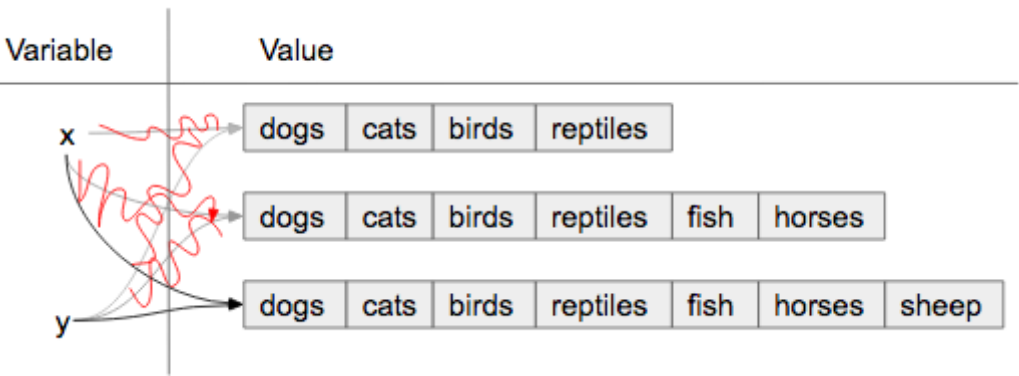 Variable Value
x dogs cats birds reptiles
dogs cats birds reptiles fish horses
y dogs cats birds reptiles fish horses sheep